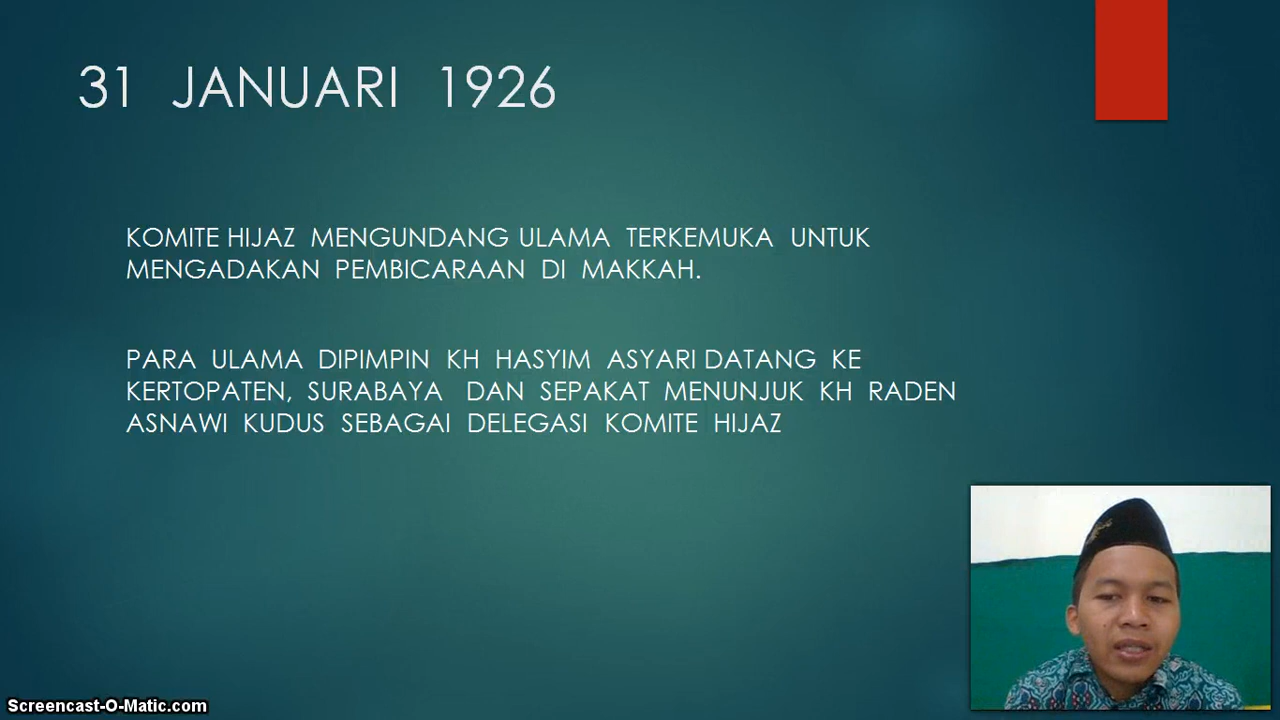 31 JANUARI 1926
KOMITE HIJAZ MENGUNDANG ULAMA TERKEMUKA UNTUK
MENGADAKAN PEMBICARAAN DI MAKKAH.
PARA ULAMA DIPIMPIN KH HASYIM ASYARI DATANG KE
KERTOPATEN, SURABAYA DAN SEPAKAT MENUNJUK KH RADEN
ASNAWI KUDUS SEBAGAI DELEGASI KOMITE HIJAZ
Screencast-O-Matic.com